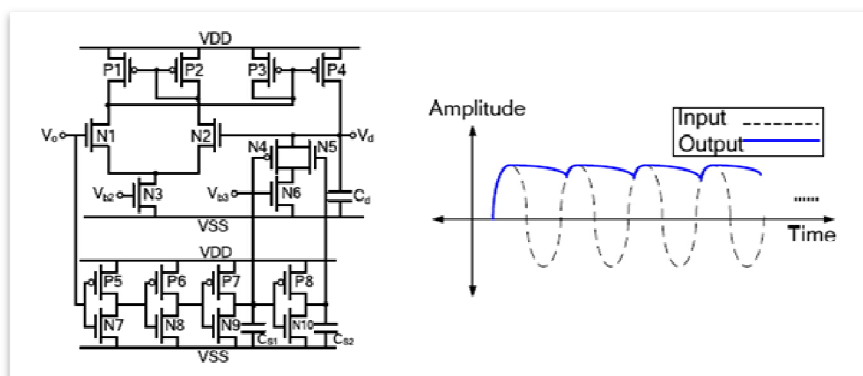 VDD
P1 P2 P3 P4
Vo N1 N2 Vd
N4 N5
Vb2 N3 Vb3 N6 Cd
VSS
VDD
P5 P6 P7 P8
N7 N8 N9 CS1 N10 CS2
VSS
Amplitude
Input
Output
......
Time